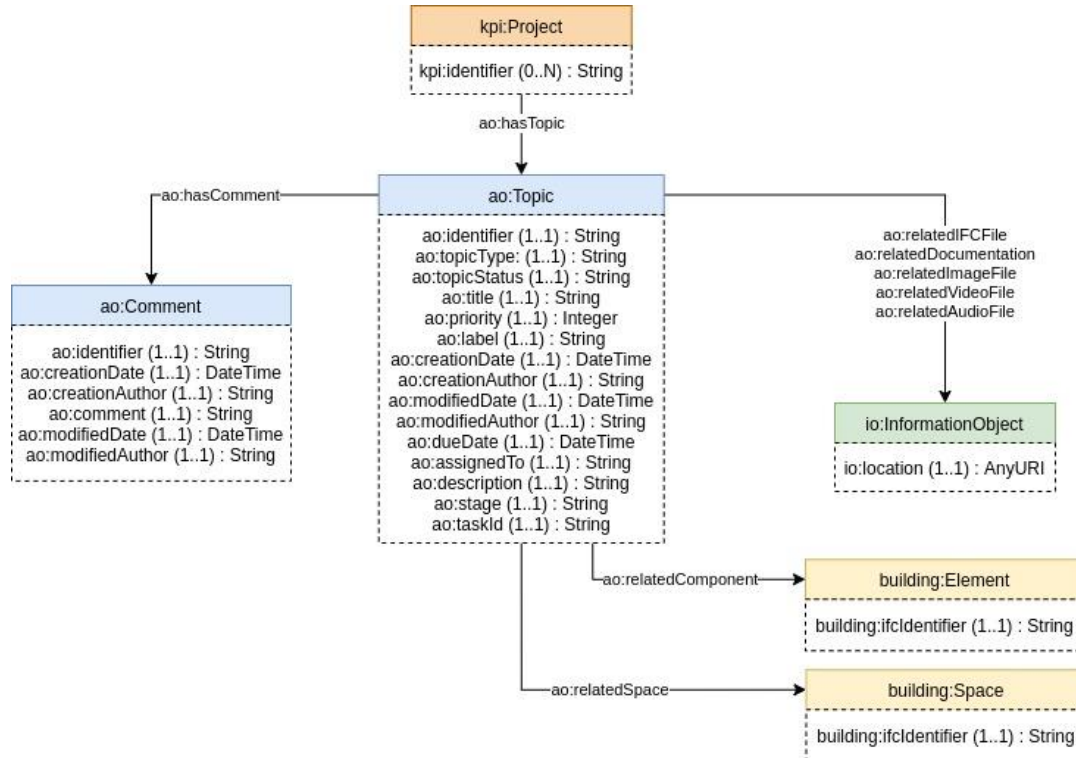 kpi:Project
kpi:identifier (0..N) : String
ao:hasTopic
ao:hasComment
ao:Topic
ao:identifier (1..1) : String
ao:topicType: (1..1) : String
ao:topicStatus (1..1) : String
ao:title (1..1) : String
ao:priority (1..1) : Integer
ao:label (1..1) : String
ao:creationDate (1..1) : DateTime
ao:creationAuthor (1..1) : String
ao:modifiedDate (1..1) : DateTime
ao:modifiedAuthor (1..1) : String
ao:dueDate (1..1) : DateTime
ao:assignedTo (1..1) : String
ao:description (1..1) : String
ao:stage (1..1) : String
ao:taskId (1..1) : String
ao:Comment
ao:identifier (1..1) : String
ao:creationDate (1..1) : DateTime
ao:creationAuthor (1..1) : String
ao:comment (1..1) : String
ao:modifiedDate (1..1) : DateTime
ao:modifiedAuthor (1..1) : String
ao:relatedIFCFile
ao:relatedDocumentation
ao:relatedImageFile
ao:relatedVideoFile
ao:relatedAudioFile
io:InformationObject
io:location (1..1) : AnyURI
ao:relatedComponent
building:Element
building:ifcIdentifier (1..1) : String
ao:relatedSpace
building:Space
building:ifcIdentifier (1..1) : String